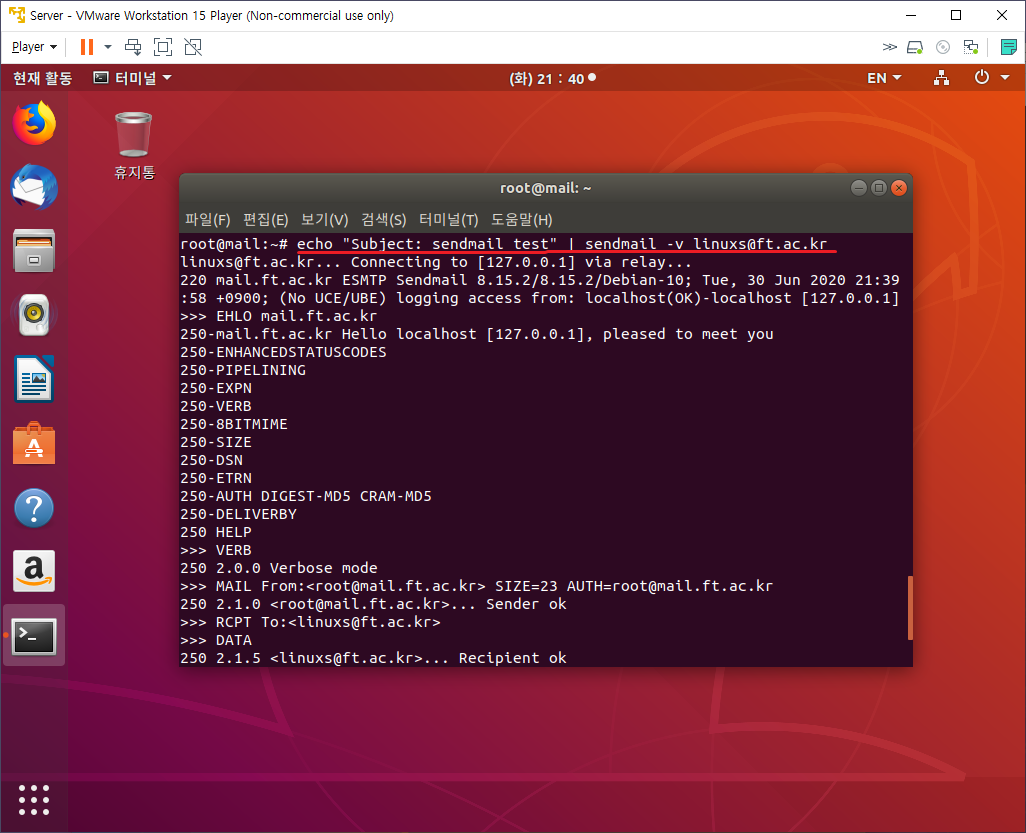 Server - VMware Workstation 15 Player (Non-commercial use only)
Player
현재 활동
터미널
(화) 21 : 40
EN
휴지통
root@mail: ~
파일(F) 편집(E) 보기(V) 검색(S) 터미널(T) 도움말(H)
root@mail:~# echo "Subject: sendmail test" | sendmail -v linuxs@ft.ac.kr
linuxs@ft.ac.kr... Connecting to [127.0.0.1] via relay...
220 mail.ft.ac.kr ESMTP Sendmail 8.15.2/8.15.2/Debian-10; Tue, 30 Jun 2020 21:39
:58 +0900; (No UCE/UBE) logging access from: localhost(OK)-localhost [127.0.0.1]
>>> EHLO mail.ft.ac.kr
250-mail.ft.ac.kr Hello localhost [127.0.0.1], pleased to meet you
250-ENHANCEDSTATUSCODES
250-PIPELINING
250-EXPN
250-VERB
250-8BITMIME
250-SIZE
250-DSN
250-ETRN
250-AUTH DIGEST-MD5 CRAM-MD5
250-DELIVERBY
250 HELP
>>> VERB
250 2.0.0 Verbose mode
>>> MAIL From:<root@mail.ft.ac.kr> SIZE=23 AUTH=root@mail.ft.ac.kr
250 2.1.0 <root@mail.ft.ac.kr>... Sender ok
>>> RCPT To:<linuxs@ft.ac.kr>
>>> DATA
250 2.1.5 <linuxs@ft.ac.kr>... Recipient ok